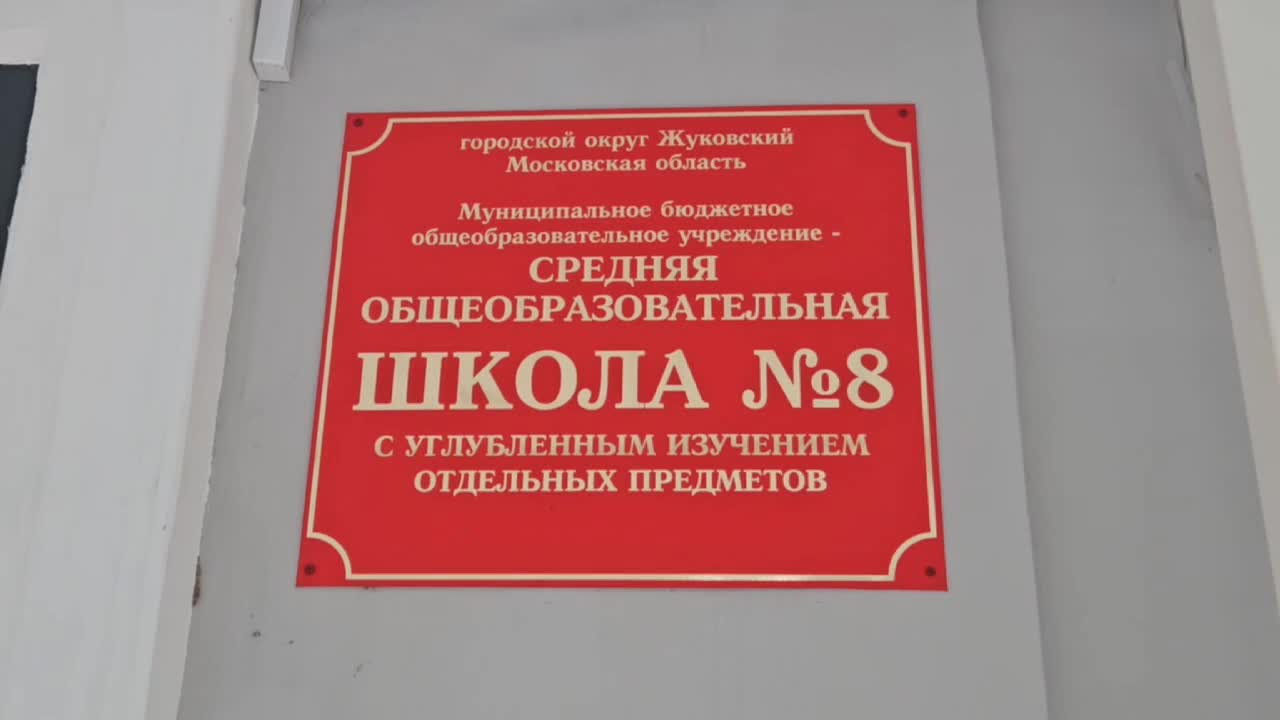 городской округ Жуковский
Московская область
Муниципальное бюджетное
общеобразовательное учреждение -
СРЕДНЯЯ
ОБЩЕОБРАЗОВАТЕЛЬНАЯ
ШКОЛА №8
С УГЛУБЛЕННЫМ ИЗУЧЕНИЕМ
ОТДЕЛЬНЫХ ПРЕДМЕТОВ